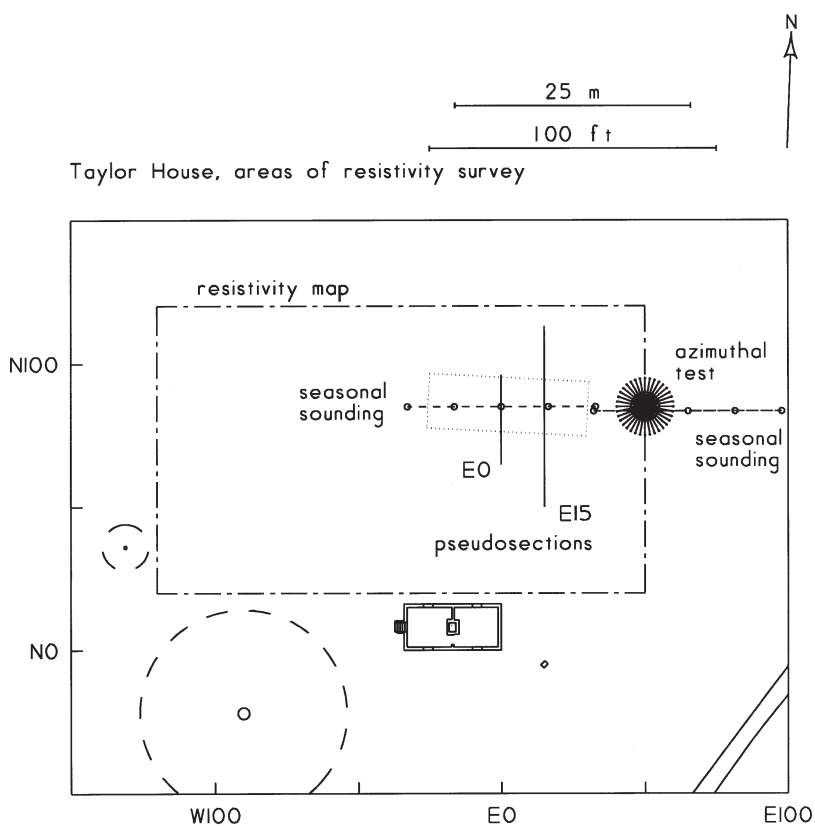 N
25 m
100 ft
Taylor House, areas of resistivity survey
resistivity map
N100
azimuthal
test
seasonal
sounding
seasonal
sounding
E0
E15
pseudosections
N0
W100
E0
E100